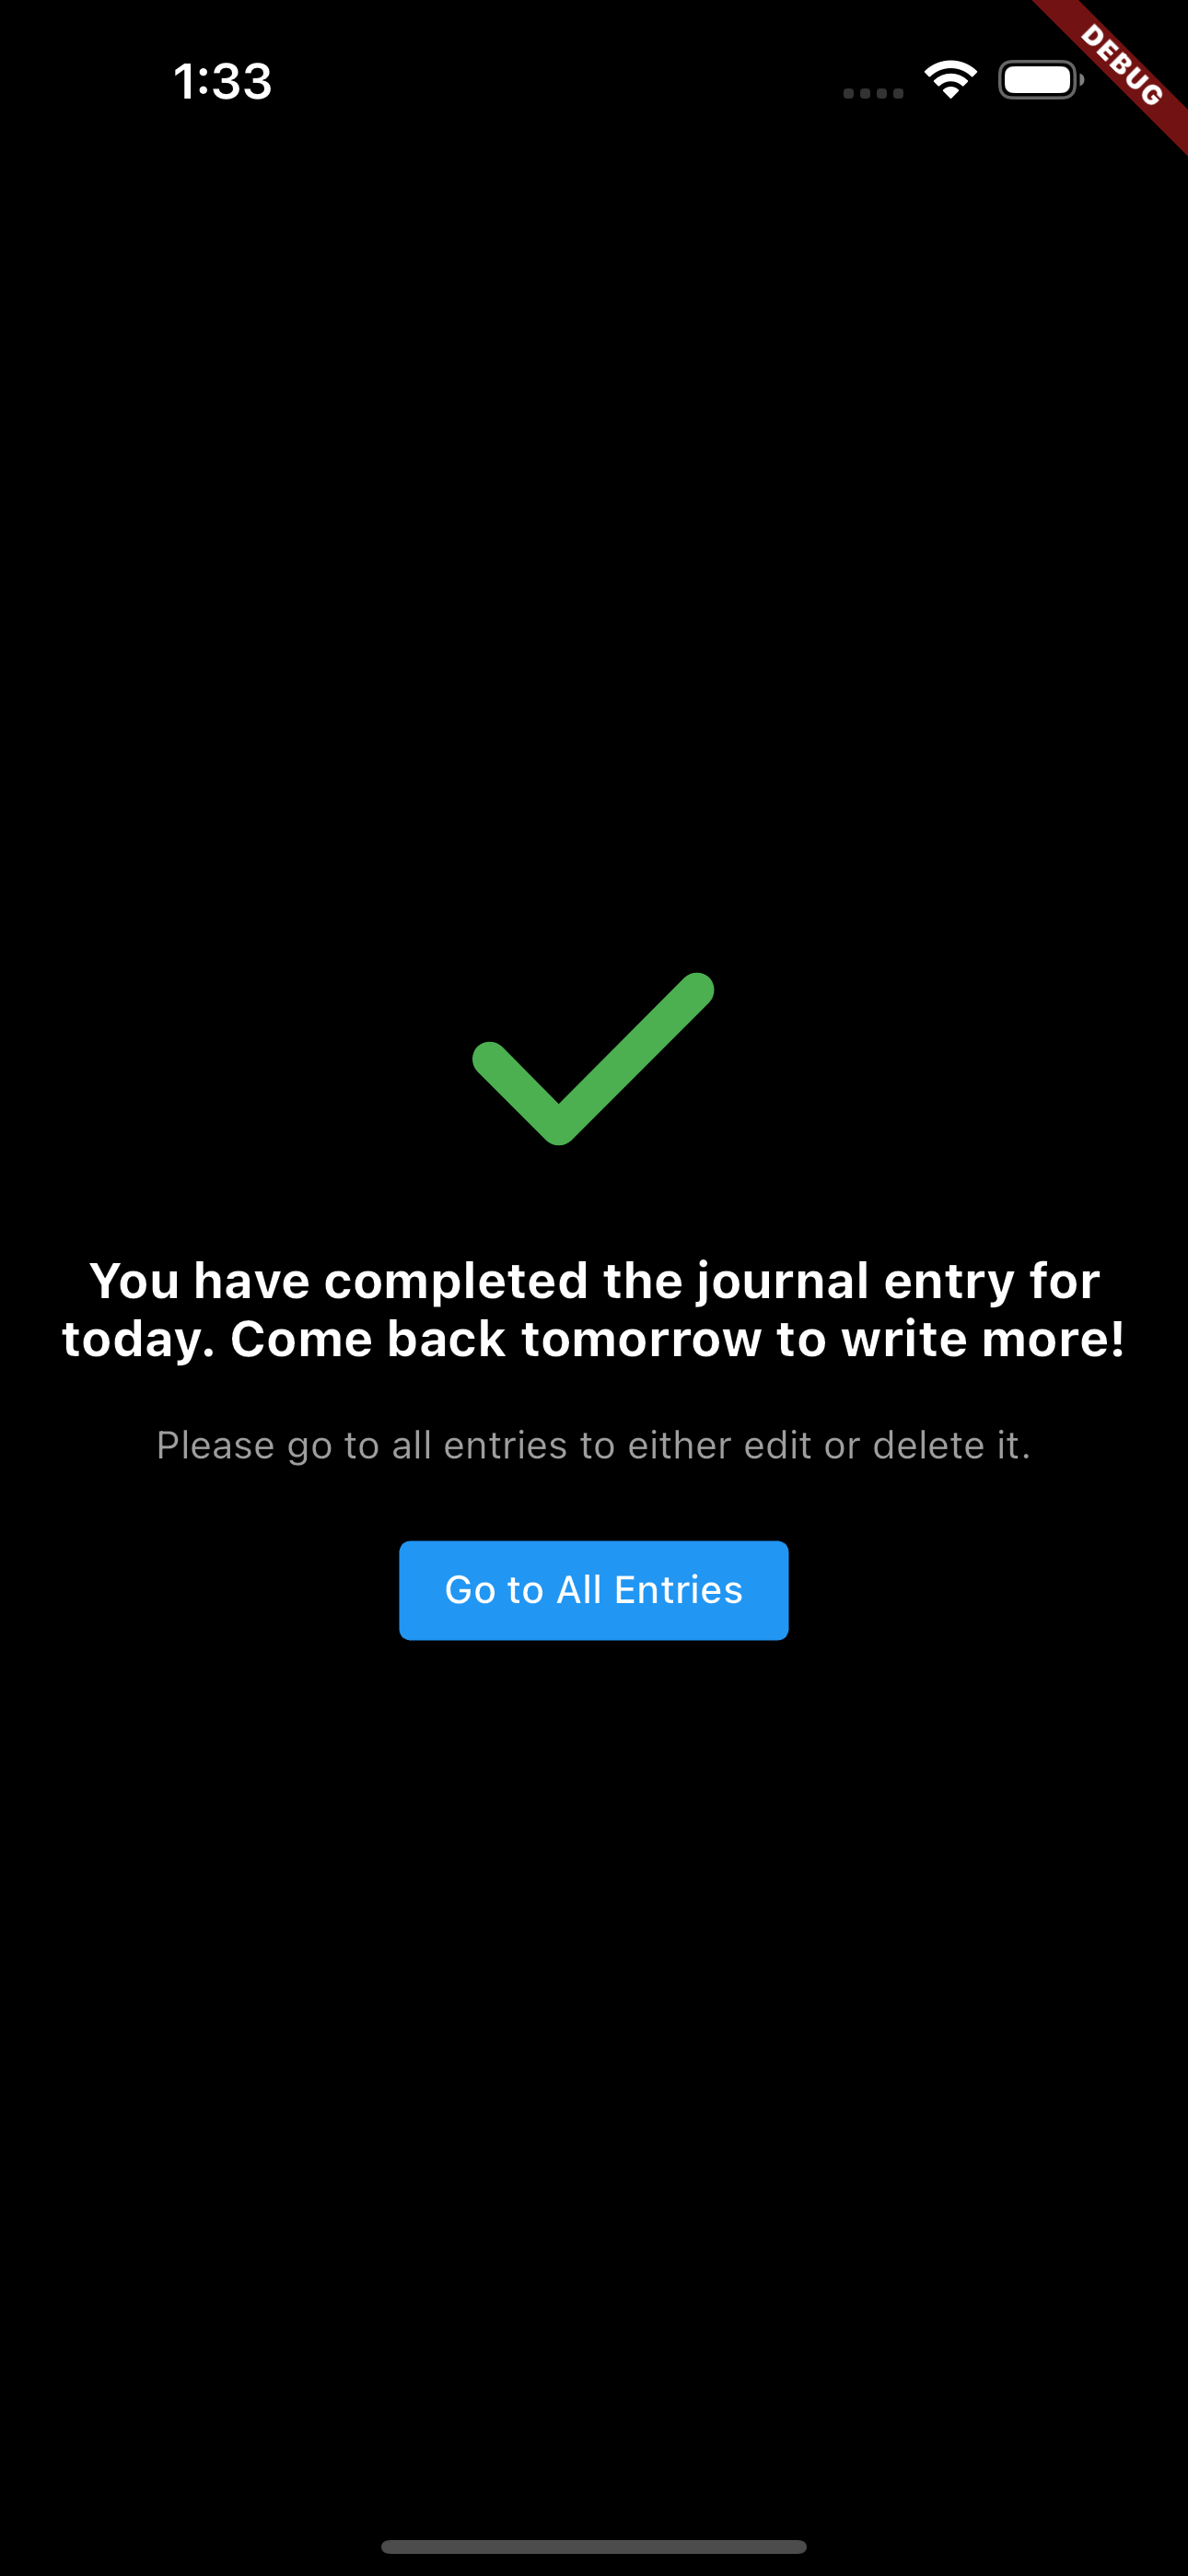 1:33
DEBUG
You have completed the journal entry for
today. Come back tomorrow to write more!
Please go to all entries to either edit or delete it.
Go to All Entries